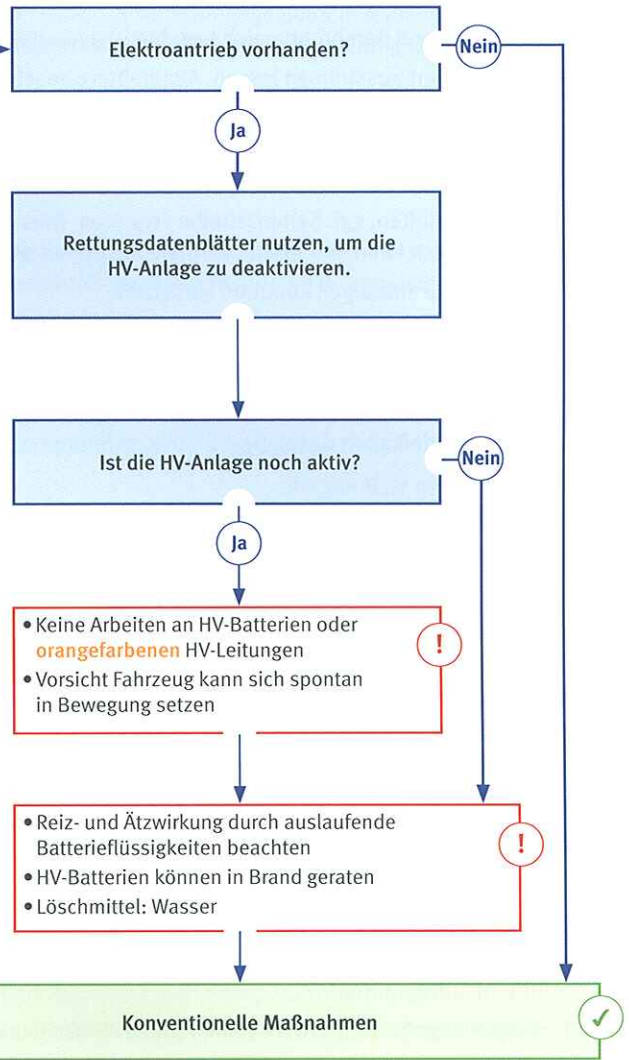 Elektroantrieb vorhanden?
Nein
Ja
Rettungsdatenblätter nutzen, um die
HV-Anlage zu deaktivieren.
Ist die HV-Anlage noch aktiv?
Nein
Ja
• Keine Arbeiten an HV-Batterien oder
orangefarbenen HV-Leitungen
!
• Vorsicht Fahrzeug kann sich spontan
in Bewegung setzen
• Reiz- und Ätzwirkung durch auslaufende
Batterieflüssigkeiten beachten
!
• HV-Batterien können in Brand geraten
• Löschmittel: Wasser
Konventionelle Maßnahmen
✓